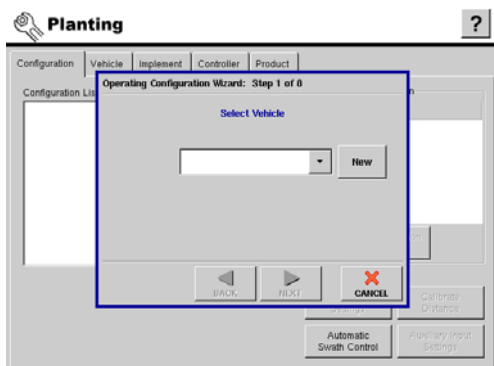 Planting
?
Configuration Vehicle Implement Controller Product
Configuration Lis
Operating Configuration Wizard: Step 1 of 8
Select Vehicle
New
BACK NEXT CANCEL
Settings
Calibrate
Distance
Automatic
Swath Control
Auxiliary Input
Settings